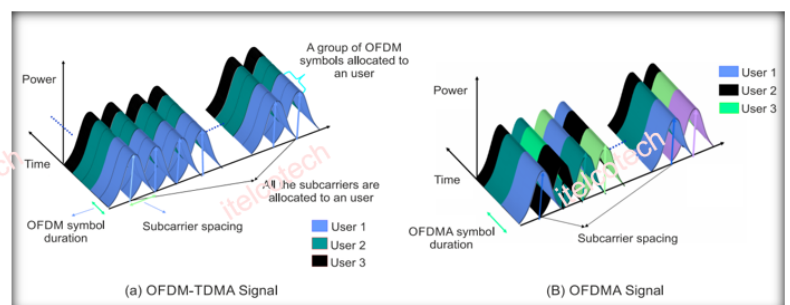 Power
Time
A group of OFDM
symbols allocated to
an user
All the subcarriers are
allocated to an user
OFDM symbol
duration
Subcarrier spacing
User 1
User 2
User 3
(a) OFDM-TDMA Signal
itelcotech
Power
Time
User 1
User 2
User 3
OFDMA symbol
duration
Subcarrier spacing
(B) OFDMA Signal
itelcotech
ech